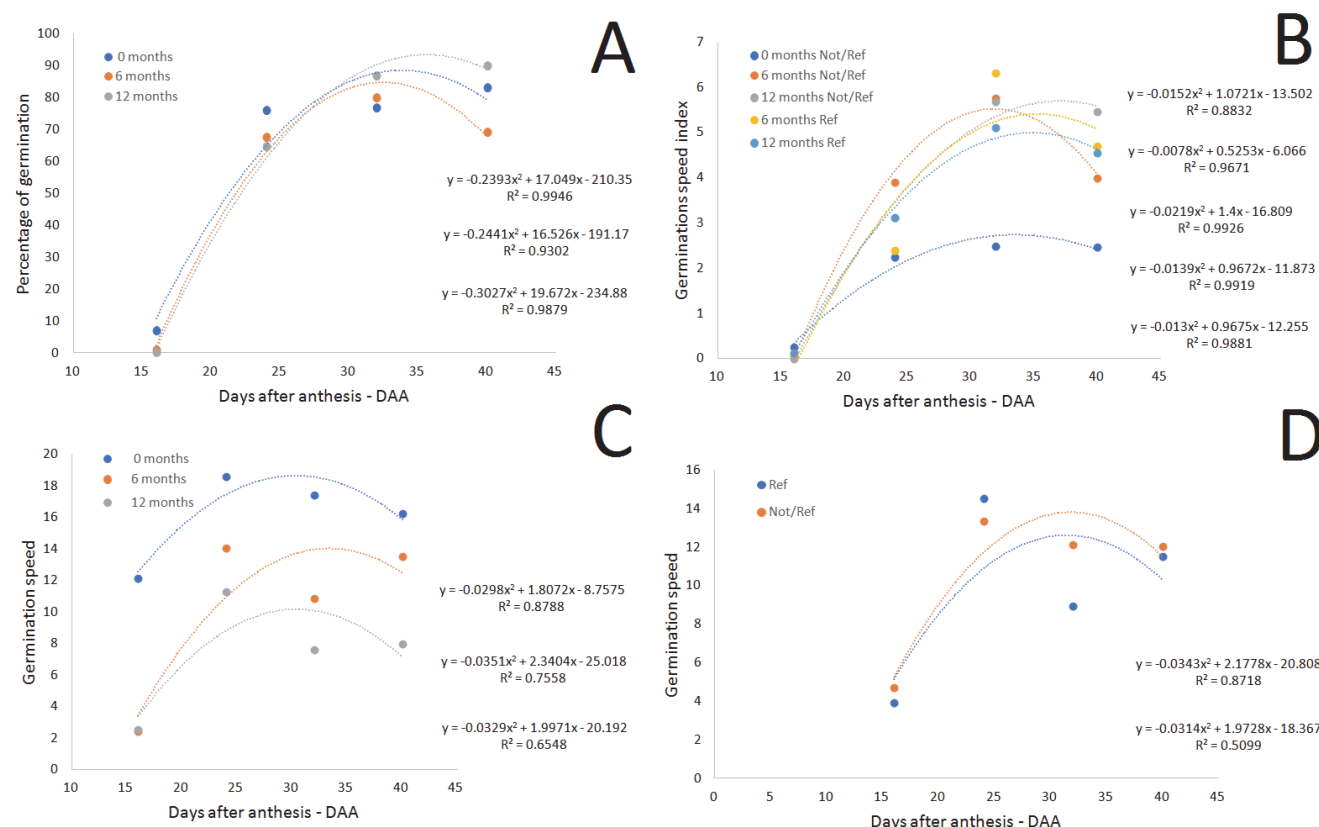 A
100
90
80
70
60
50
40
30
20
10
0
Percentage of germination
0 months
6 months
12 months
y = -0.2393x² + 17.049x - 210.35
R² = 0.9946
y = -0.2441x² + 16.526x - 191.17
R² = 0.9302
y = -0.3027x² + 19.672x - 234.88
R² = 0.9879
10 15 20 25 30 35 40 45
Days after anthesis - DAA
B
7
6
5
4
3
2
1
0
Germinations speed index
0 months Not/Ref
6 months Not/Ref
12 months Not/Ref
6 months Ref
12 months Ref
y = -0.0152x² + 1.0721x - 13.502
R² = 0.8832
y = -0.0078x² + 0.5253x - 6.066
R² = 0.9671
y = -0.0219x² + 1.4x - 16.809
R² = 0.9926
y = -0.0139x² + 0.9672x - 11.873
R² = 0.9919
y = -0.013x² + 0.9675x - 12.255
R² = 0.9881
10 15 20 25 30 35 40 45
Days after anthesis - DAA
C
20
18
16
14
12
10
8
6
4
2
0
Germination speed
0 months
6 months
12 months
y = -0.0298x² + 1.8072x - 8.7575
R² = 0.8788
y = -0.0351x² + 2.3404x - 25.018
R² = 0.7558
y = -0.0329x² + 1.9971x - 20.192
R² = 0.6548
10 15 20 25 30 35 40 45
Days after anthesis - DAA
D
16
14
12
10
8
6
4
2
0
Germination speed
Ref
Not/Ref
y = -0.0343x² + 2.1778x - 20.808
R² = 0.8718
y = -0.0314x² + 1.9728x - 18.367
R² = 0.5099
0 5 10 15 20 25 30 35 40 45
Days after anthesis - DAA